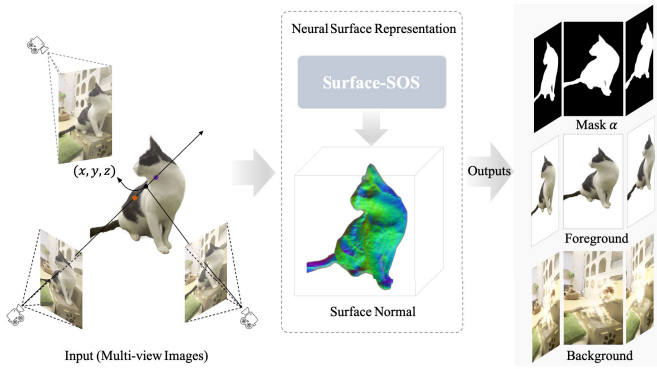 Neural Surface Representation
Surface-SOS
(x, y, z)
Mask α
Outputs
Foreground
Surface Normal
Input (Multi-view Images)
Background